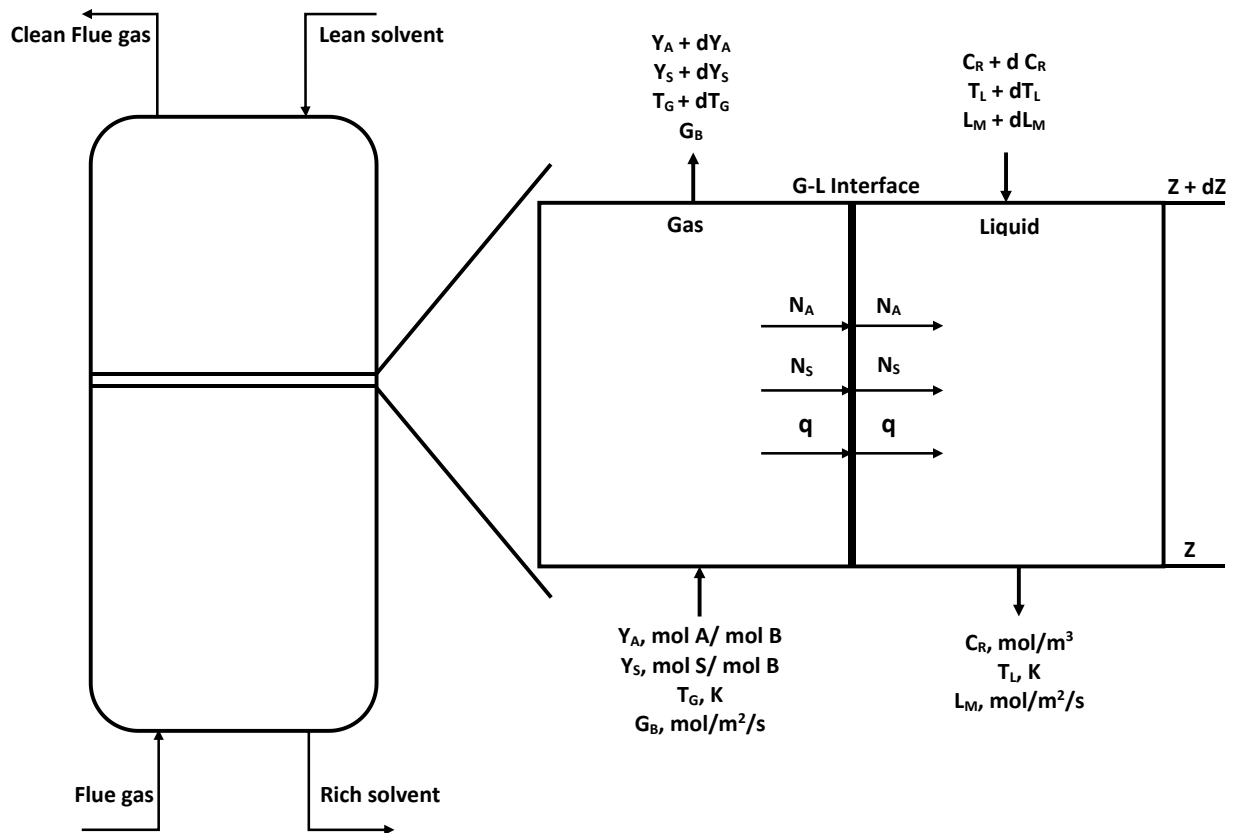 Clean Flue gas
Lean solvent
Y_A + dY_A
Y_S + dY_S
T_G + dT_G
G_B
C_R + d C_R
T_L + dT_L
L_M + dL_M
G-L Interface
Z + dZ
Gas
Liquid
N_A
N_A
N_S
N_S
q
q
Z
Y_A, mol A/ mol B
Y_S, mol S/ mol B
T_G, K
G_B, mol/m²/s
C_R, mol/m³
T_L, K
L_M, mol/m²/s
Flue gas
Rich solvent